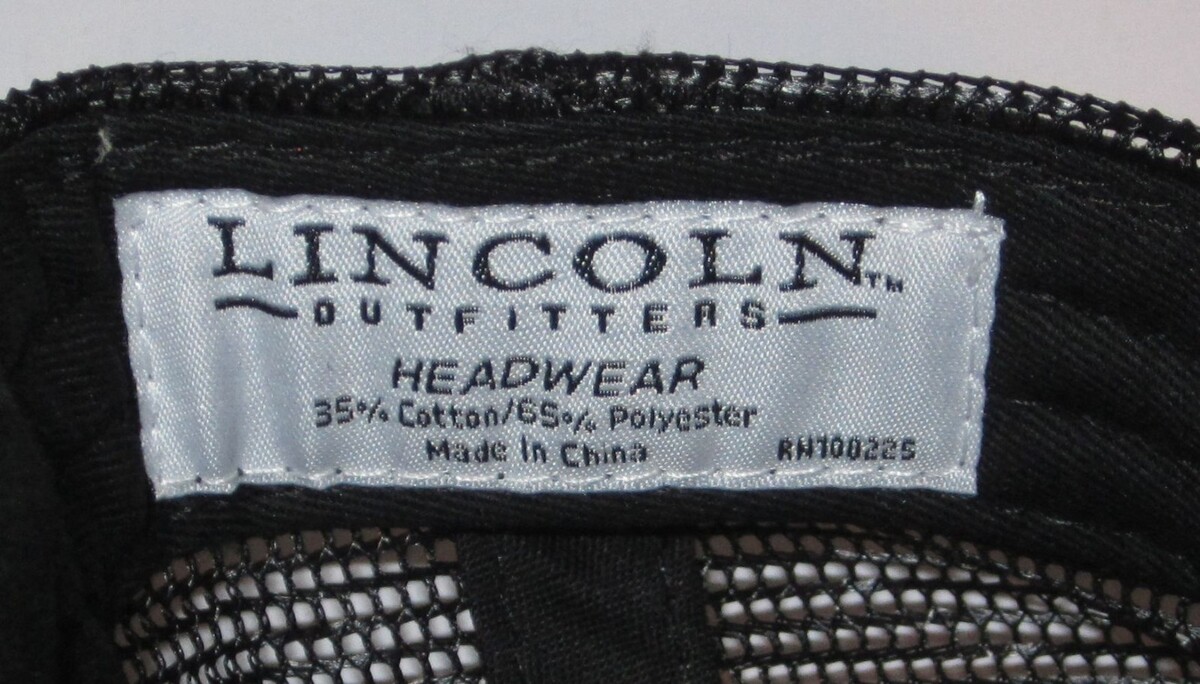 LINCOLN™
OUTFITTERS
HEADWEAR
35% Cotton/65% Polyester
Made In China RN100225